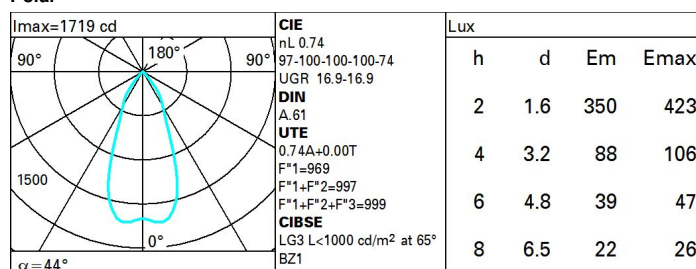 Imax=1719 cd
90°
180°
90°
1500
0°
α=44°
CIE
nL 0.74
97-100-100-100-74
UGR 16.9-16.9
DIN
A.61
UTE
0.74A+0.00T
F"1=969
F"1+F"2=997
F"1+F"2+F"3=999
CIBSE
LG3 L<1000 cd/m² at 65°
BZ1
Lux
h d Em Emax
2 1.6 350 423
4 3.2 88 106
6 4.8 39 47
8 6.5 22 26